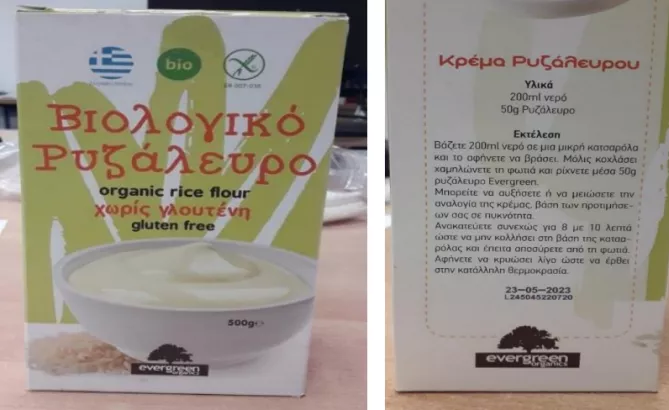 bio
GR-007-016
Βιολογικό
Ρυζάλευρο
organic rice flour
χωρίς γλουτένη
gluten free
500g℮
evergreen
organics
Κρέμα Ρυζάλευρου
Υλικά
200ml νερό
50g Ρυζάλευρο
Εκτέλεση
Βάζετε 200ml νερό σε μια μικρή κατσαρόλα
και το αφήνετε να βράσει. Μόλις κοχλάσει
χαμηλώνετε τη φωτιά και ρίχνετε μέσα 50g
ρυζάλευρο Evergreen.
Μπορείτε να αυξήσετε ή να μειώσετε την
αναλογία της κρέμας, βάση των προτιμήσε-
ων σας σε πυκνότητα.
Ανακατεύετε συνεχώς για 8 με 10 λεπτά
ώστε να μην κολλήσει στη βάση της κατσα-
ρόλας και έπειτα αποσύρετε από τη φωτιά.
Αφήνετε να κρυώσει λίγο ώστε να έρθει
στην κατάλληλη θερμοκρασία.
23-05-2023
L245045220720
evergreen
organics